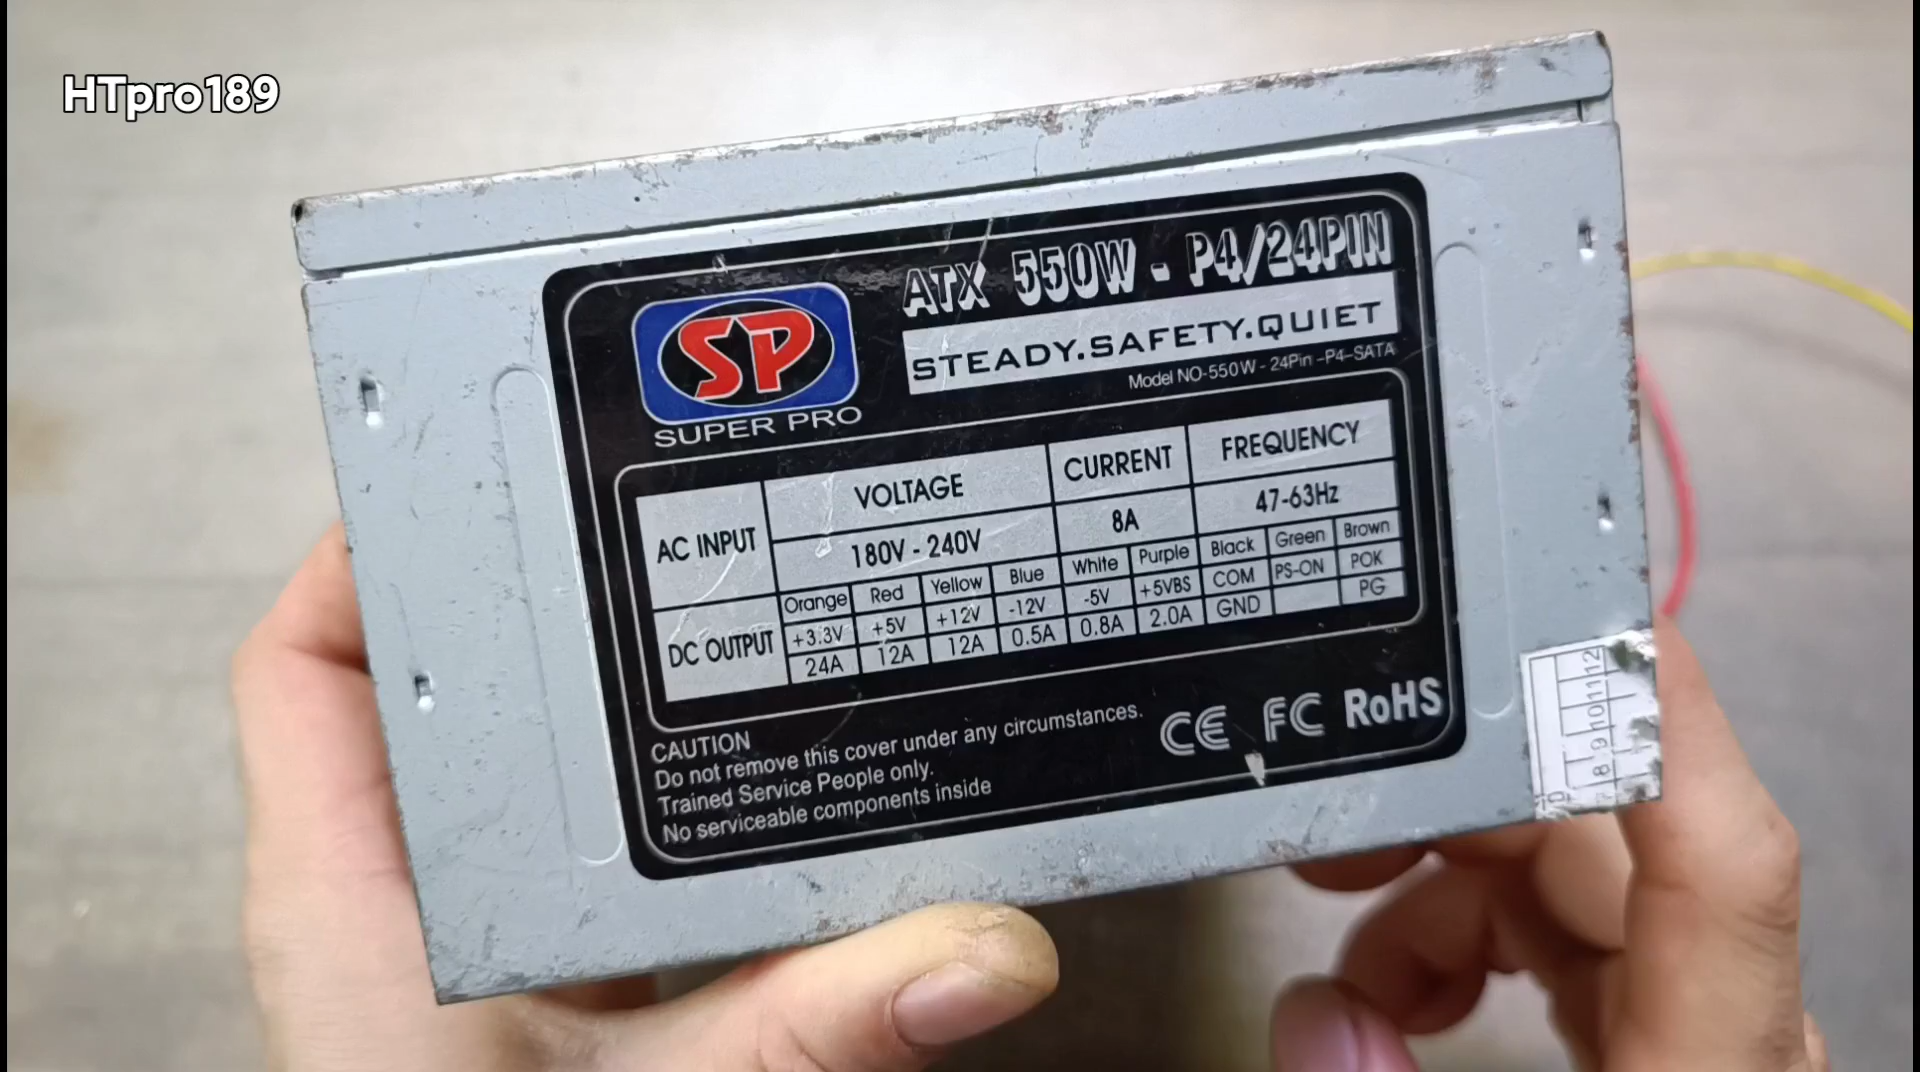 HTpro189
ATX 550W - P4/24PIN
SP
SUPER PRO
STEADY.SAFETY.QUIET
Model NO-550W - 24Pin -P4-SATA
AC INPUT
VOLTAGE
CURRENT
FREQUENCY
180V - 240V
8A
47-63Hz
DC OUTPUT
Orange Red Yellow Blue White Purple Black Green Brown
+3.3V +5V +12V -12V -5V +5VBS COM PS-ON POK
24A 12A 12A 0.5A 0.8A 2.0A GND PG
CAUTION
Do not remove this cover under any circumstances.
Trained Service People only.
No serviceable components inside
CE FC RoHS
8 9 10 11 12